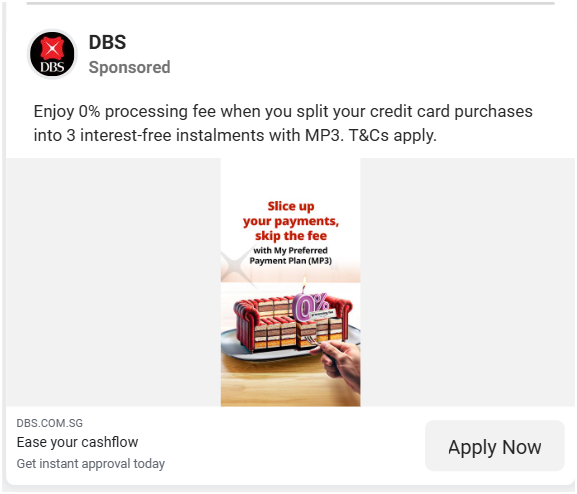 DBS
DBS
Sponsored
Enjoy 0% processing fee when you split your credit card purchases
into 3 interest-free instalments with MP3. T&Cs apply.
Slice up
your payments,
skip the fee
with My Preferred
Payment Plan (MP3)
0%
DBS.COM.SG
Ease your cashflow
Get instant approval today
Apply Now